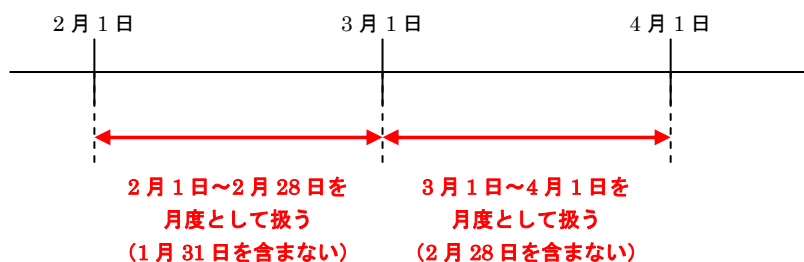 2月1日
3月1日
4月1日
2月1日～2月28日を
月度として扱う
（1月31日を含まない）
3月1日～4月1日を
月度として扱う
（2月28日を含まない）